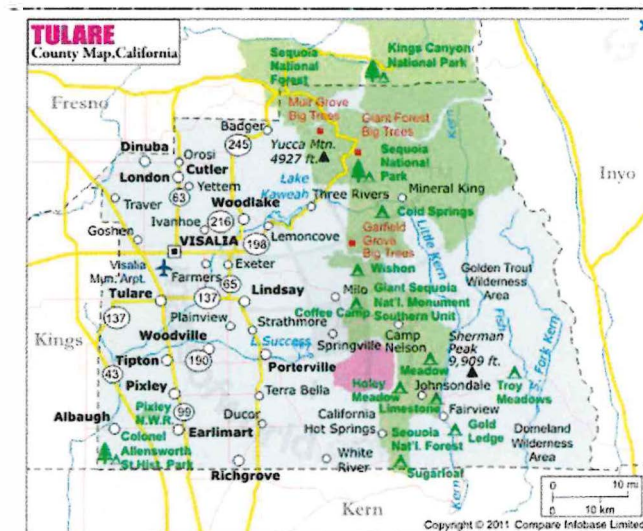 TULARE
County Map,California
Sequoia
National
Forest
Kings Canyon
National Park
Fresno
Muir Grove
Big Trees
Giant Forest
Big Trees
Kern
Badger
245
Yucca Mtn.
4927 ft.
Inyo
Dinuba
Orosi
Cutler
London
Yettem
63
Sequoia
National
Park
Lake
Kaweah
Three Rivers
Mineral King
Traver
Ivanhoe
216
Woodlake
Cold Springs
Goshen
VISALIA
198
Lemoncove
Garfield
Grove
Big Trees
Little Kern
Visalia
Mun. Arpt.
Farmers
Exeter
65
Wishon
Golden Trout
Wilderness
Area
Tulare
137
Lindsay
Milo
Giant Sequoia
Nat'l. Monument
Southern Unit
Coffee Camp
137
Plainview
Strathmore
Kings
Woodville
L. Success
Springville
Camp
Nelson
Sherman
Peak
9,909 ft.
S. Fork Kern
Tipton
190
Porterville
Meadow
43
Pixley
Terra Bella
Holey
Meadow
Johnsondale
Troy
Meadows
Limestone
Pixley
N.W.R.
99
Ducor
California
Hot Springs
Fairview
Albaugh
Colonel
Allensworth
St Hist. Park
Earlimart
Sequoia
Nat'l. Forest
Gold
Ledge
Domeland
Wilderness
Area
Richgrove
White
River
Sugarloaf
Kern
Kern
0 10 mi
0 10 km
Copyright © 2011 Compare Infobase Limited